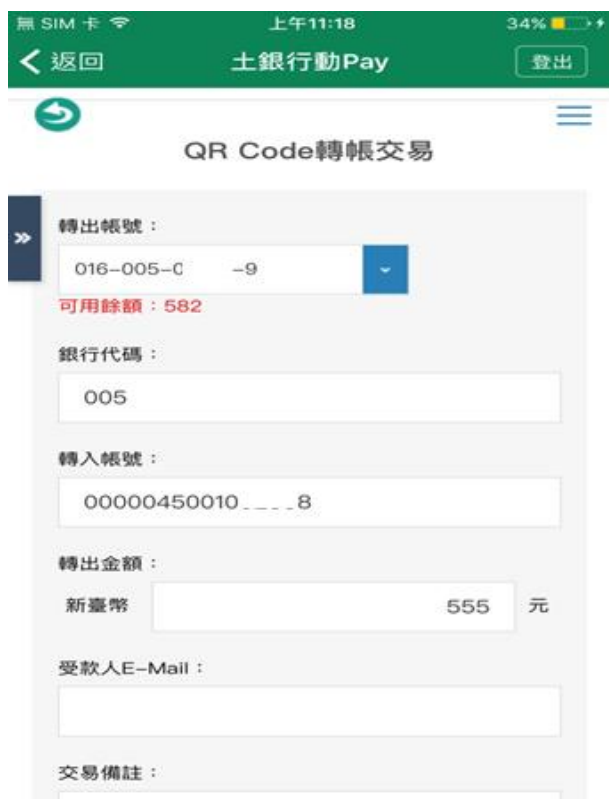 無 SIM 卡 上午11:18 34%
返回 土銀行動Pay 登出
QR Code轉帳交易
轉出帳號：
016-005-0 -9
可用餘額：582
銀行代碼：
005
轉入帳號：
00000450010 8
轉出金額：
新臺幣 555 元
受款人E-Mail：
交易備註：